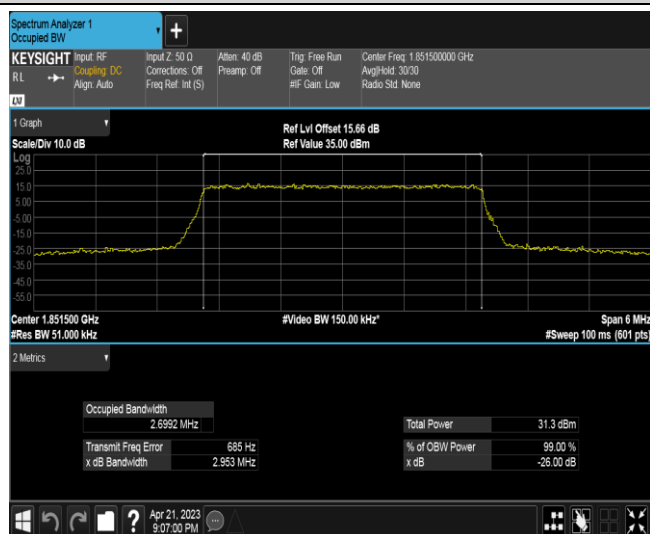 Spectrum Analyzer 1
Occupied BW
+
KEYSIGHT
R L
LXI
Input: RF
Coupling: DC
Align: Auto
Input Z: 50 Ω
Corrections: Off
Freq Ref: Int (S)
Atten: 40 dB
Preamp: Off
Trig: Free Run
Gate: Off
#IF Gain: Low
Center Freq: 1.851500000 GHz
Avg|Hold: 30/30
Radio Std: None
1 Graph
Scale/Div 10.0 dB
Ref Lvl Offset 15.66 dB
Ref Value 35.00 dBm
Log
25.0
15.0
5.00
-5.00
-15.0
-25.0
-35.0
-45.0
-55.0
Center 1.851500 GHz
#Res BW 51.000 kHz
#Video BW 150.00 kHz*
Span 6 MHz
#Sweep 100 ms (601 pts)
2 Metrics
Occupied Bandwidth
2.6992 MHz
Total Power 31.3 dBm
Transmit Freq Error 685 Hz
% of OBW Power 99.00 %
x dB Bandwidth 2.953 MHz
x dB -26.00 dB
?
Apr 21, 2023
9:07:00 PM